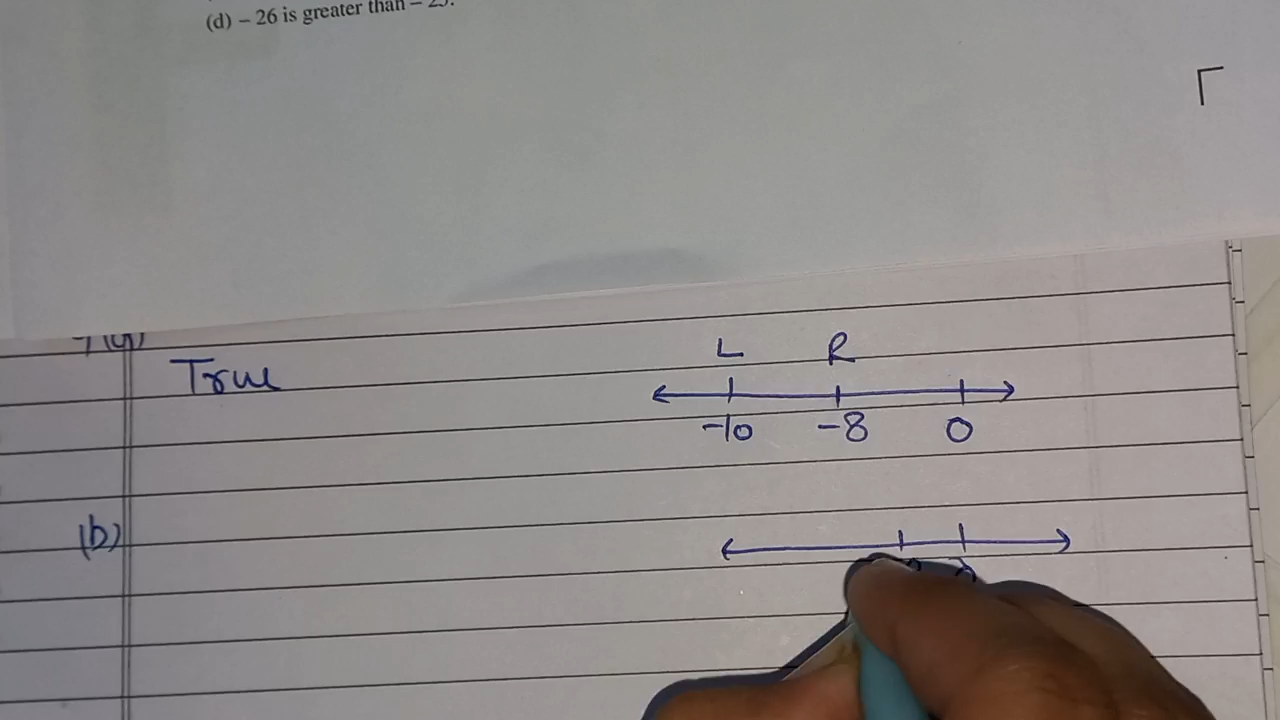 (d) – 26 is greater than –
True
L R
-10 -8 0
(b)